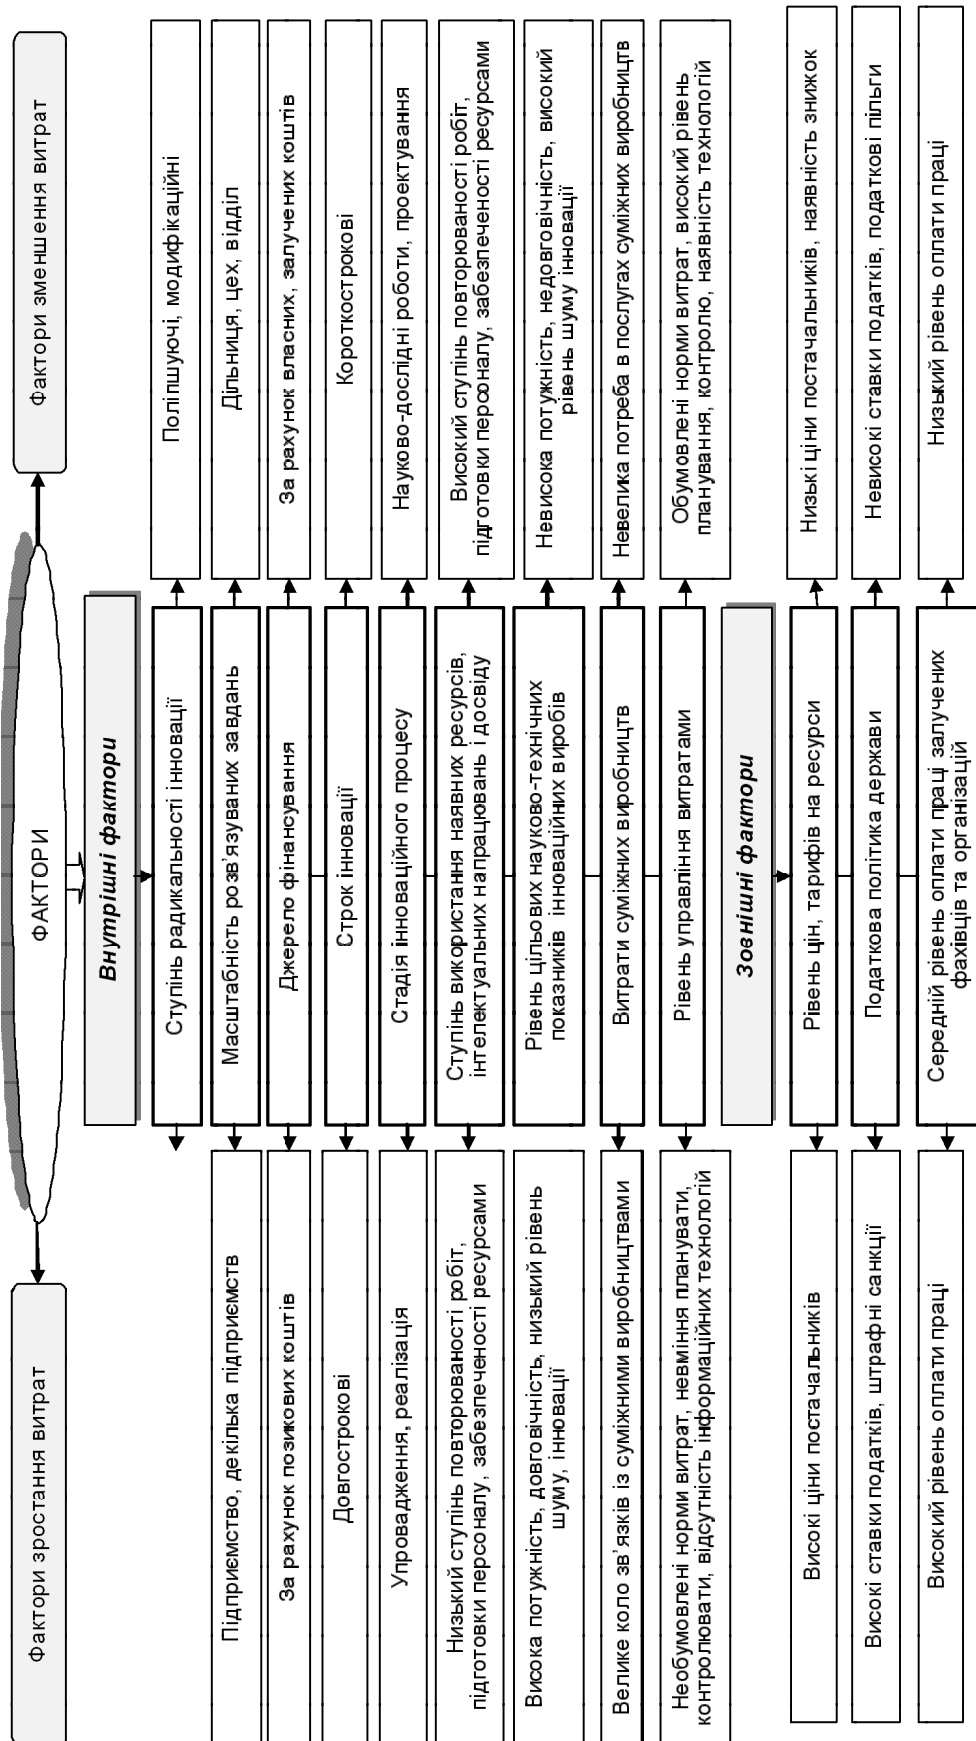 ФАКТОРИ
Фактори зростання витрат
Фактори зменшення витрат
Внутрішні фактори
Ступінь радикальності інновації
Поліпшуючі, модифікаційні
Підприємство, декілька підприємств
Масштабність розв’язуваних завдань
Дільниця, цех, відділ
За рахунок позикових коштів
Джерело фінансування
За рахунок власних, залучених коштів
Довгострокові
Строк інновації
Короткострокові
Упровадження, реалізація
Стадія інноваційного процесу
Науково-дослідні роботи, проектування
Низький ступінь повторюваності робіт,
підготовки персоналу, забезпеченості ресурсами
Ступінь використання наявних ресурсів,
інтелектуальних напрацювань і досвіду
Високий ступінь повторюваності робіт,
підготовки персоналу, забезпеченості ресурсами
Висока потужність, довговічність, низький рівень
шуму, інновації
Рівень цільових науково-технічних
показників інноваційних виробів
Невисока потужність, недовговічність, високий
рівень шуму інновації
Велике коло зв’язків із суміжними виробництвами
Витрати суміжних виробництв
Невелика потреба в послугах суміжних виробництв
Необумовлені норми витрат, невміння планувати,
контролювати, відсутність інформаційних технологій
Рівень управління витратами
Обумовлені норми витрат, високий рівень
планування, контролю, наявність технологій
Зовнішні фактори
Високі ціни постачальників
Рівень цін, тарифів на ресурси
Низькі ціни постачальників, наявність знижок
Високі ставки податків, штрафні санкції
Податкова політика держави
Невисокі ставки податків, податкові пільги
Високий рівень оплати праці
Середній рівень оплати праці залучених
фахівців та організацій
Низький рівень оплати праці